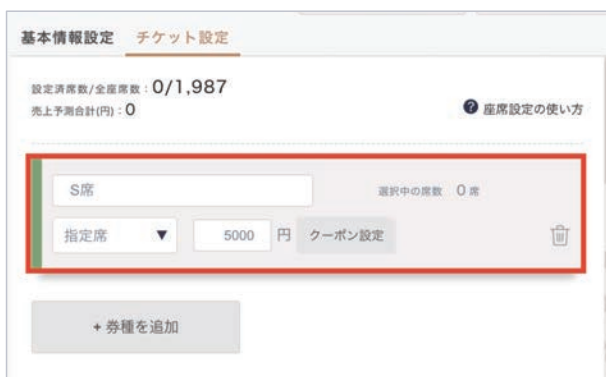 基本情報設定 チケット設定
設定済席数/全座席数：0/1,987
売上予測合計(円)：0
? 座席設定の使い方
S席
選択中の席数 0 席
指定席 ▼ 5000 円 クーポン設定
+ 券種を追加